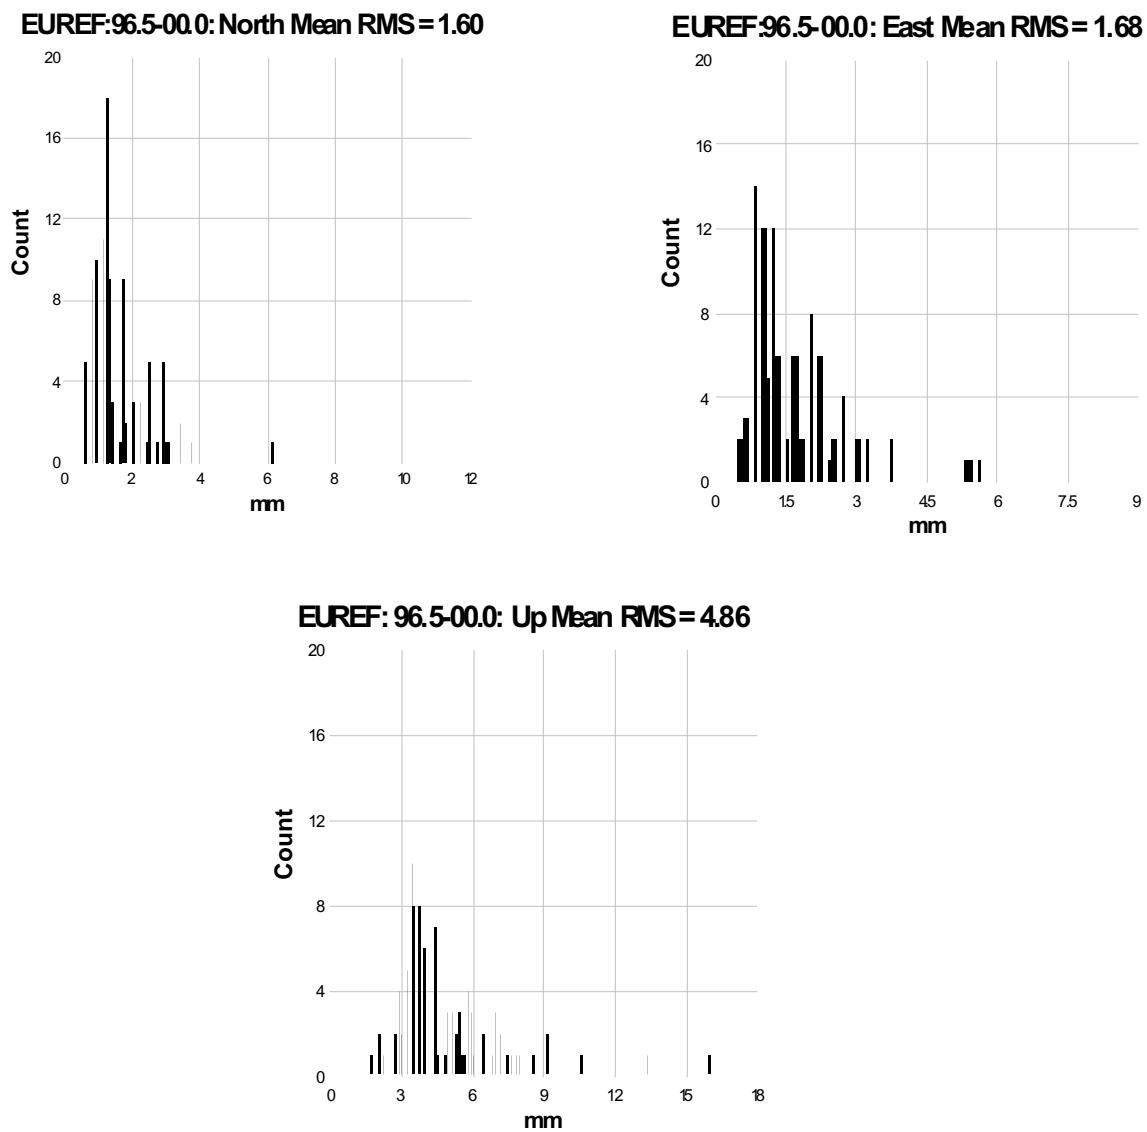 EUREF:96.5-00.0: North Mean RMS = 1.60
20
16
12
8
4
0
Count
0 2 4 6 8 10 12
mm
EUREF:96.5-00.0: East Mean RMS = 1.68
20
16
12
8
4
0
Count
0 1.5 3 4.5 6 7.5 9
mm
EUREF: 96.5-00.0: Up Mean RMS = 4.86
20
16
12
8
4
0
Count
0 3 6 9 12 15 18
mm